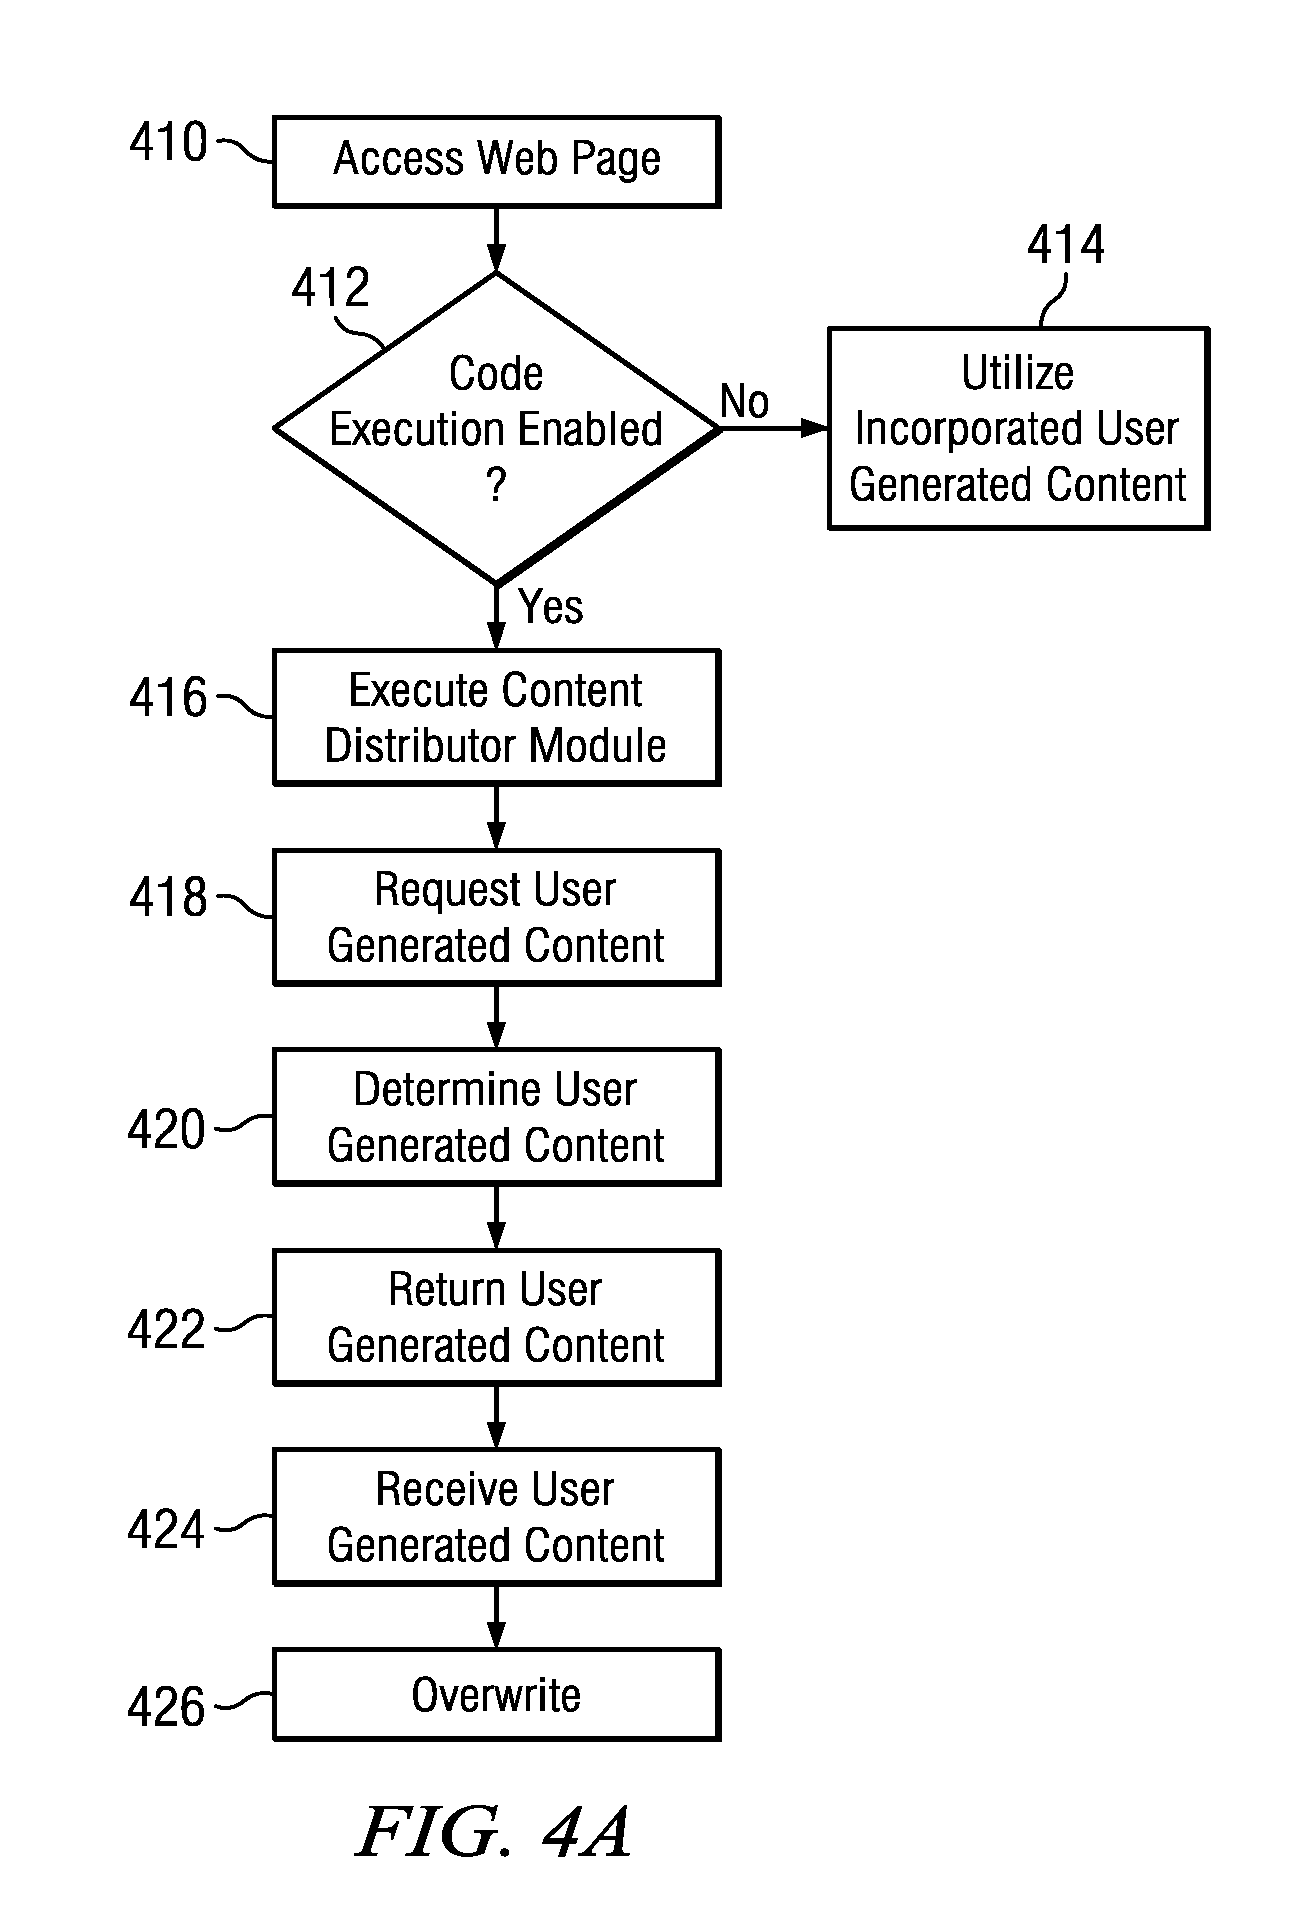 410
Access Web Page
412
414
Code
Execution Enabled
?
No
Utilize
Incorporated User
Generated Content
Yes
416
Execute Content
Distributor Module
418
Request User
Generated Content
420
Determine User
Generated Content
422
Return User
Generated Content
424
Receive User
Generated Content
426
Overwrite
FIG. 4A